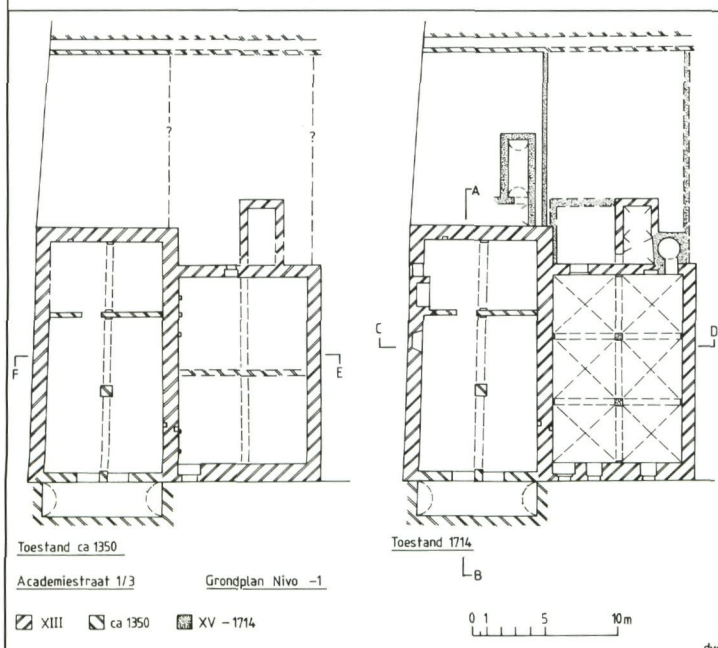 ? ?
A
C D
F E
Toestand ca 1350 Toestand 1714
Academiestraat 1/3 Grondplan Nivo -1
B
XIII ca 1350 XV - 1714
0 1 5 10m